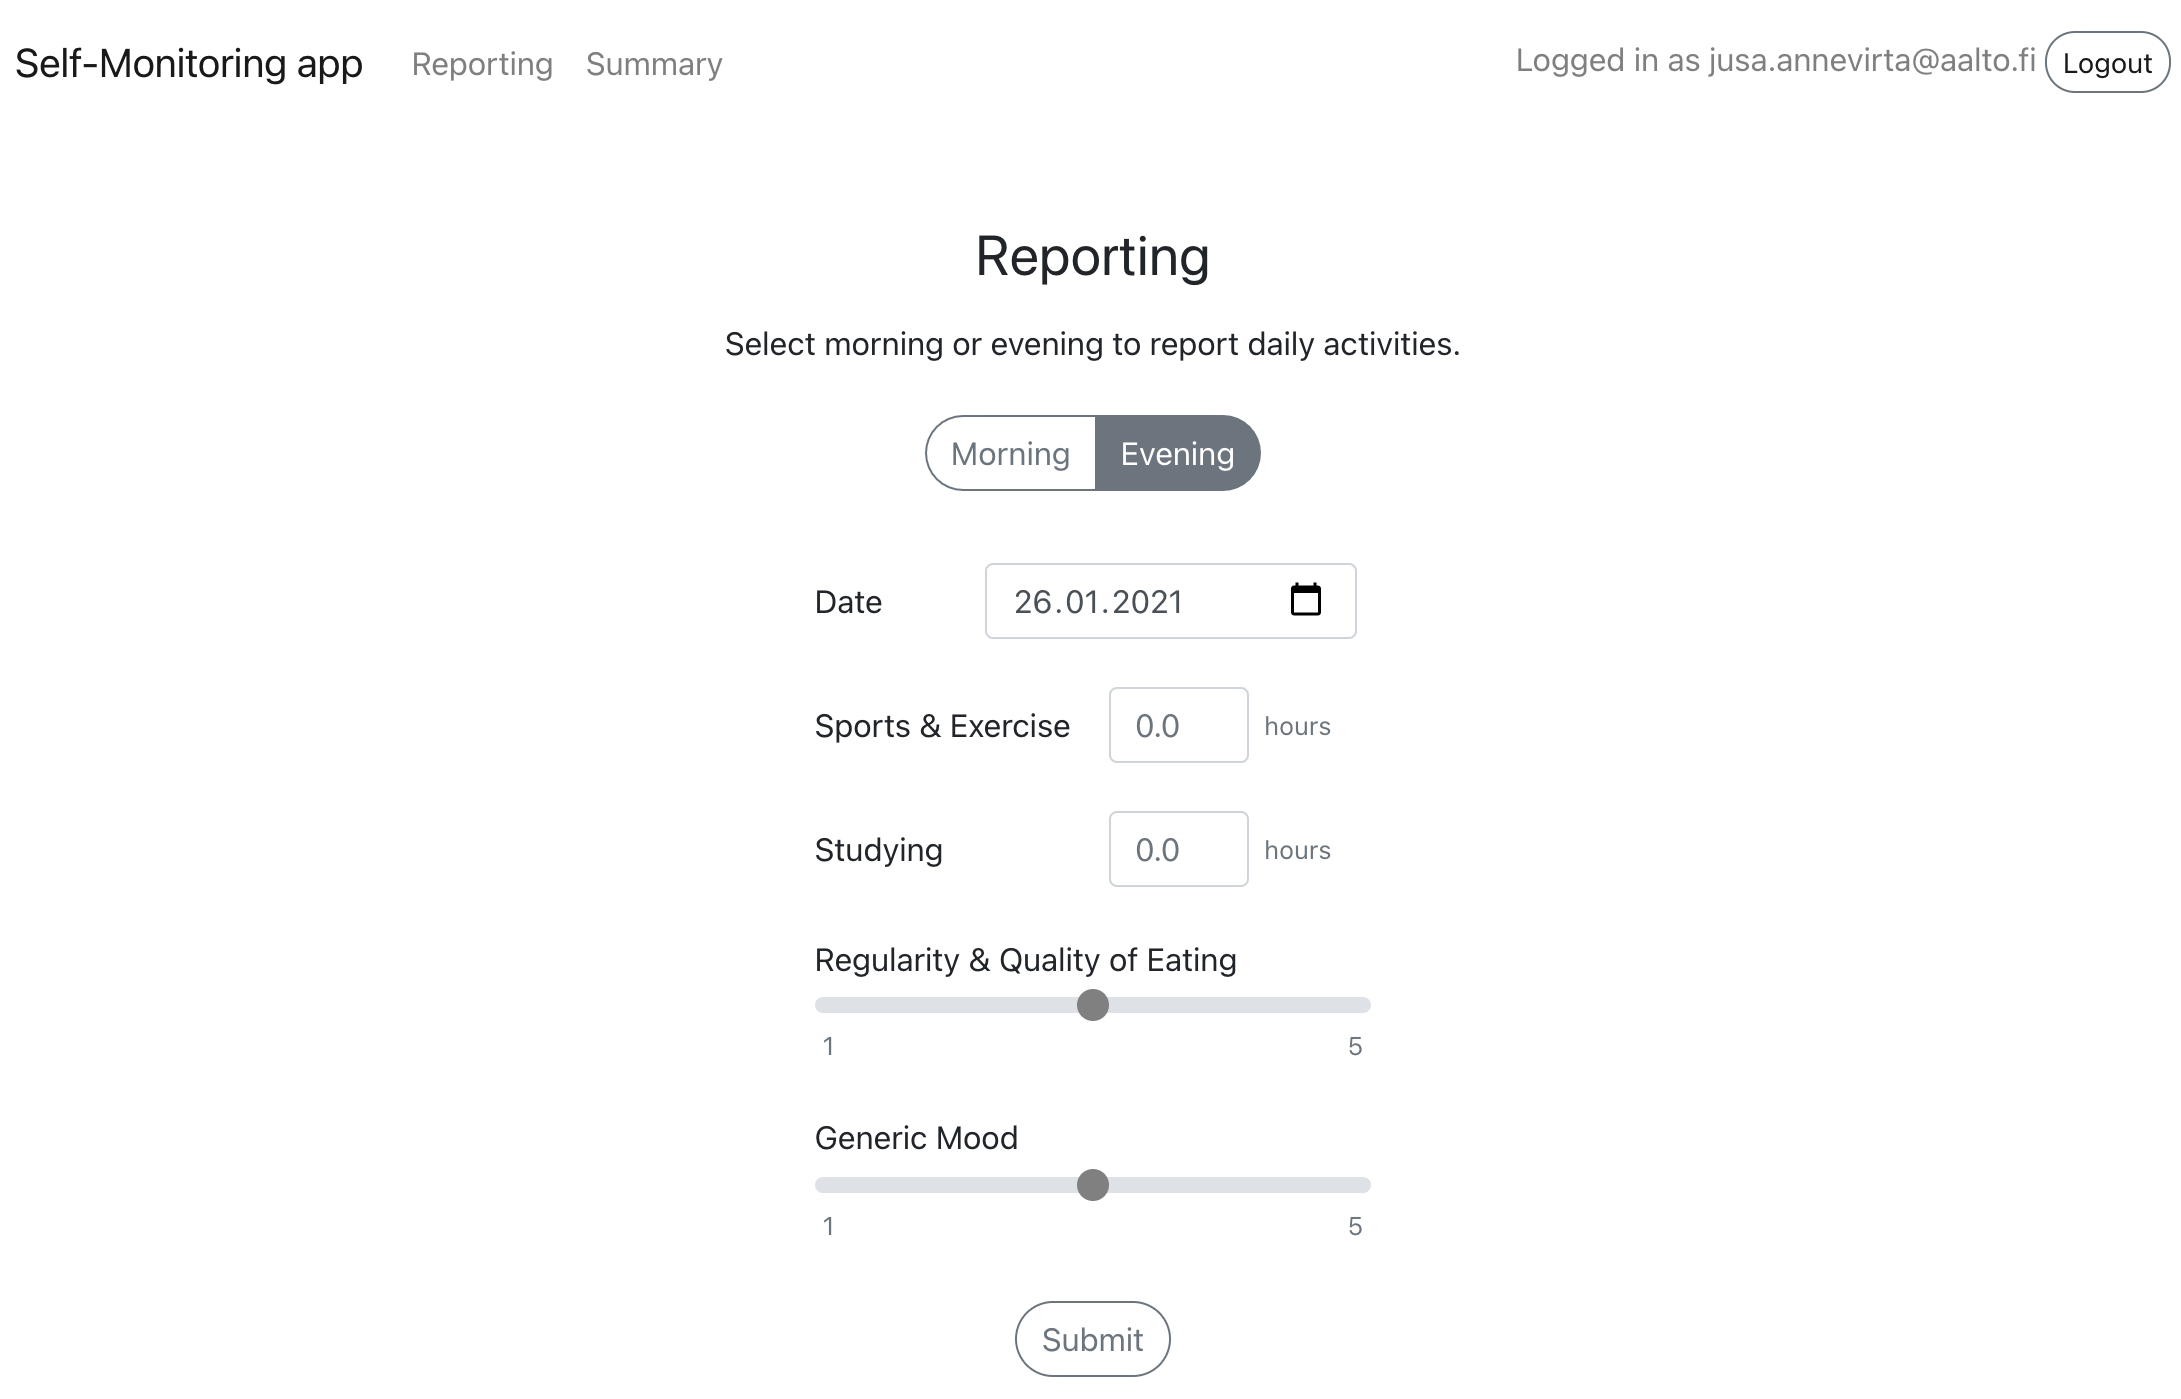 Self-Monitoring app Reporting Summary Logged in as jusa.annevirta@aalto.fi Logout
Reporting
Select morning or evening to report daily activities.
Morning Evening
Date 26.01.2021
Sports & Exercise 0.0 hours
Studying 0.0 hours
Regularity & Quality of Eating
1 5
Generic Mood
1 5
Submit